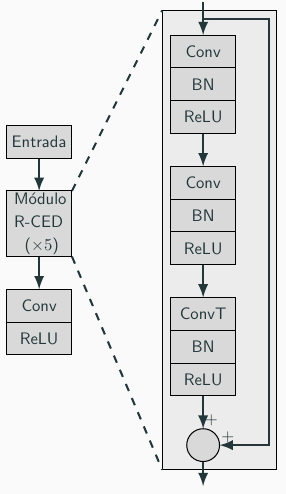 Entrada
Módulo
R-CED
(×5)
Conv
ReLU
Conv
BN
ReLU
Conv
BN
ReLU
ConvT
BN
ReLU
+
+